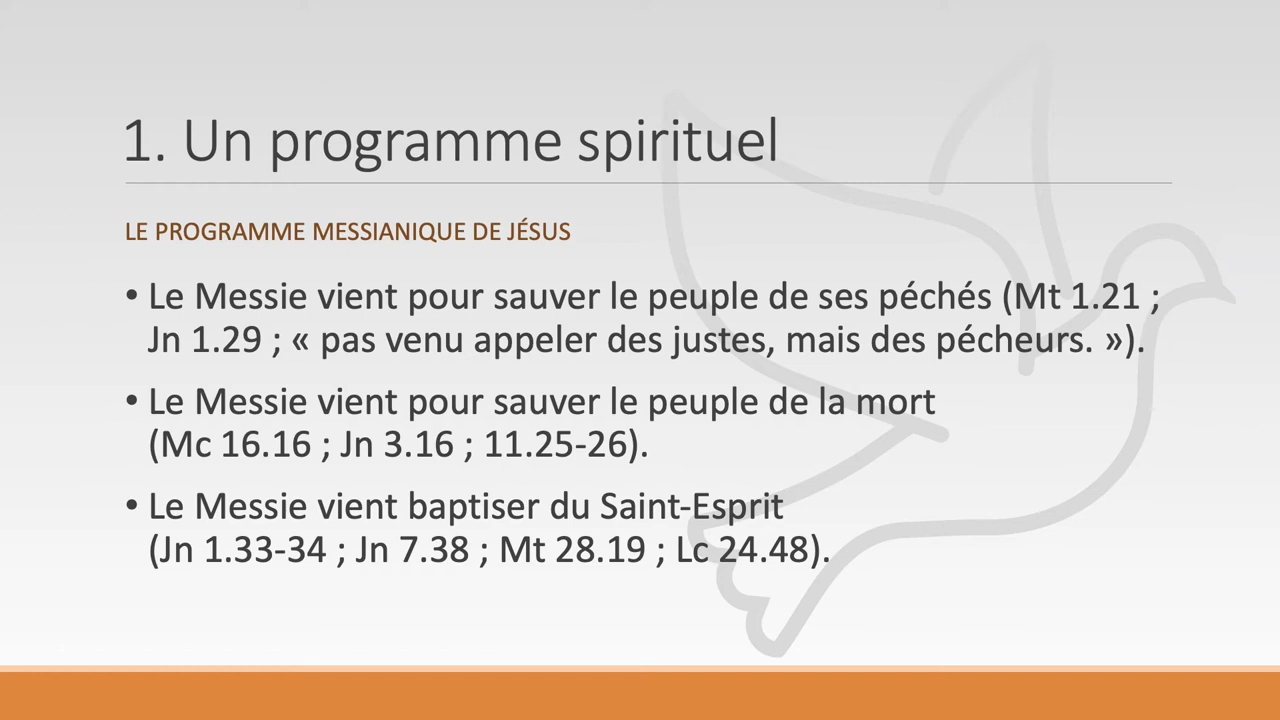 1. Un programme spirituel
LE PROGRAMME MESSIANIQUE DE JÉSUS
• Le Messie vient pour sauver le peuple de ses péchés (Mt 1.21 ;
Jn 1.29 ; « pas venu appeler des justes, mais des pécheurs. »).
• Le Messie vient pour sauver le peuple de la mort
(Mc 16.16 ; Jn 3.16 ; 11.25-26).
• Le Messie vient baptiser du Saint-Esprit
(Jn 1.33-34 ; Jn 7.38 ; Mt 28.19 ; Lc 24.48).